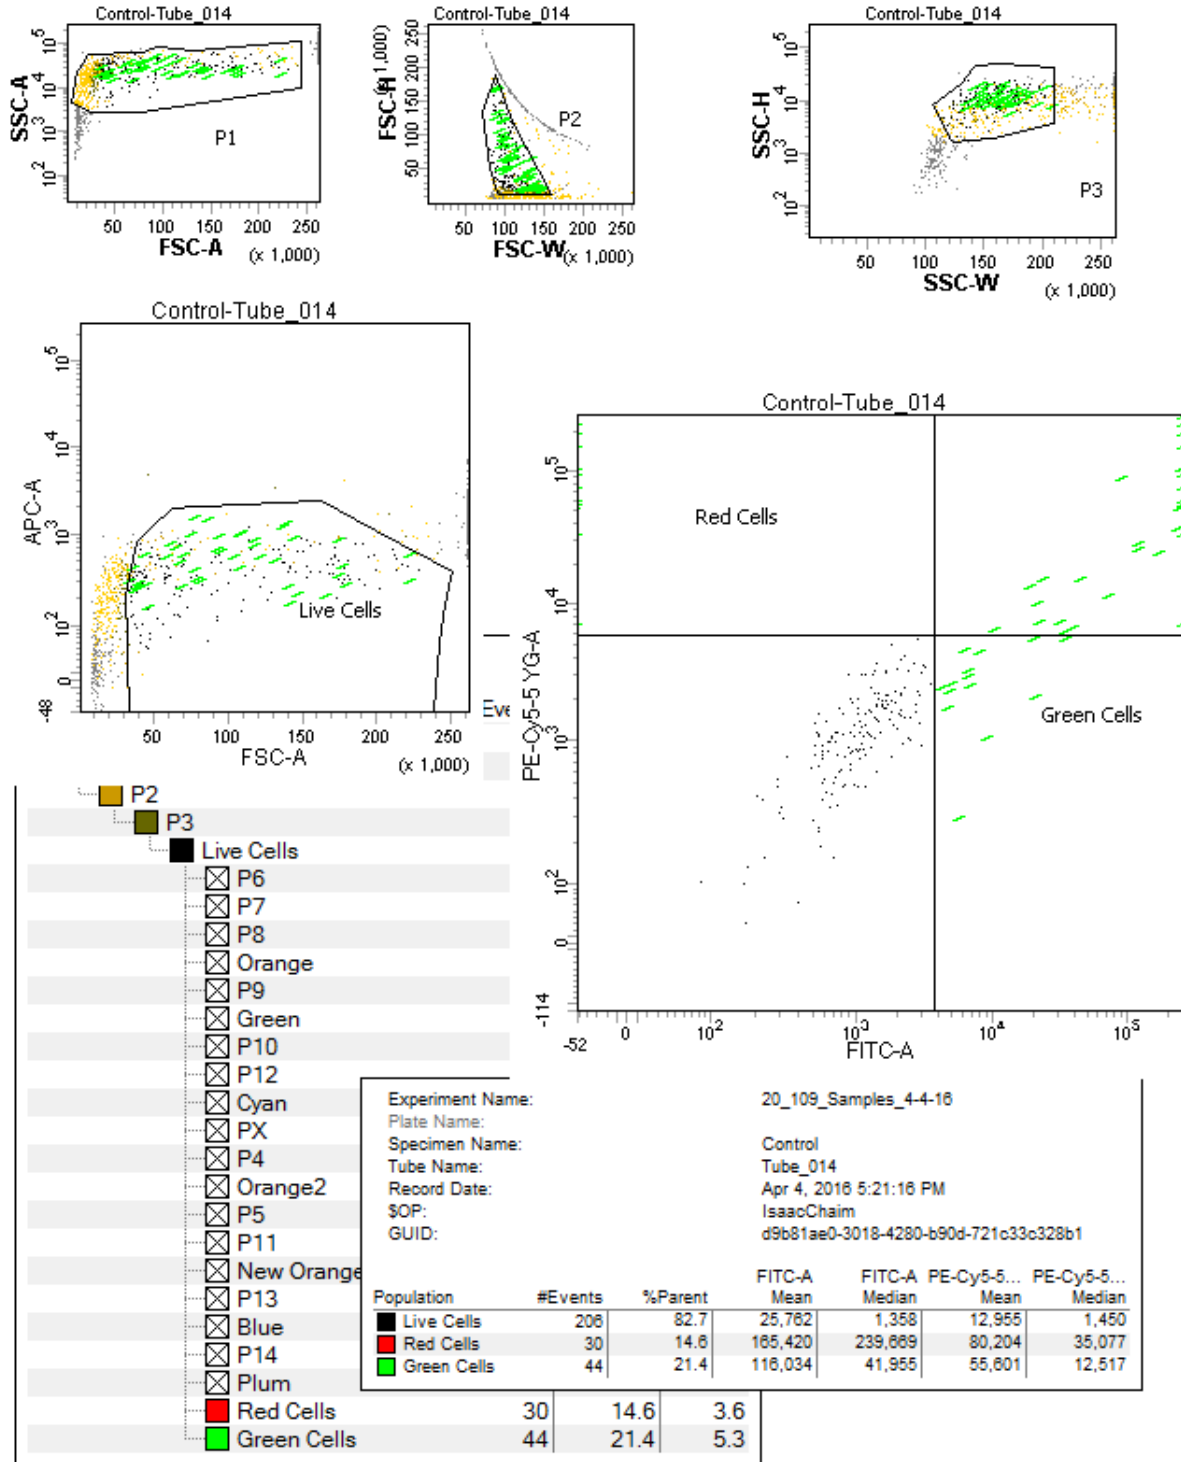 Control-Tube_014
SSC-A
10^5
10^4
10^3
10^2
P1
50 100 150 200 250
FSC-A
(x 1,000)
Control-Tube_014
FSC-H
(x 1,000)
250
200
150
100
50
P2
50 100 150 200 250
FSC-W
(x 1,000)
Control-Tube_014
SSC-H
10^5
10^4
10^3
10^2
P3
50 100 150 200 250
SSC-W
(x 1,000)
Control-Tube_014
APC-A
10^5
10^4
10^3
10^2
0
-48
Live Cells
50 100 150 200 250
FSC-A
(x 1,000)
Control-Tube_014
PE-Cy5-5 YG-A
10^5
10^4
10^3
10^2
0
-114
Red Cells
Green Cells
-52 0 10^2 10^3 10^4 10^5
FITC-A
Eve
P2
P3
Live Cells
P6
P7
P8
Orange
P9
Green
P10
P12
Cyan
PX
P4
Orange2
P5
P11
New Orange
P13
Blue
P14
Plum
Red Cells 30 14.6 3.6
Green Cells 44 21.4 5.3
Experiment Name: 20_109_Samples_4-4-16
Plate Name:
Specimen Name: Control
Tube Name: Tube_014
Record Date: Apr 4, 2016 5:21:16 PM
$OP: IsaacChaim
GUID: d9b81ae0-3018-4280-b90d-721c33c328b1
FITC-A FITC-A PE-Cy5-5... PE-Cy5-5...
Population #Events %Parent Mean Median Mean Median
Live Cells 206 82.7 25,762 1,358 12,955 1,450
Red Cells 30 14.6 165,420 239,669 80,204 35,077
Green Cells 44 21.4 116,034 41,955 55,601 12,517